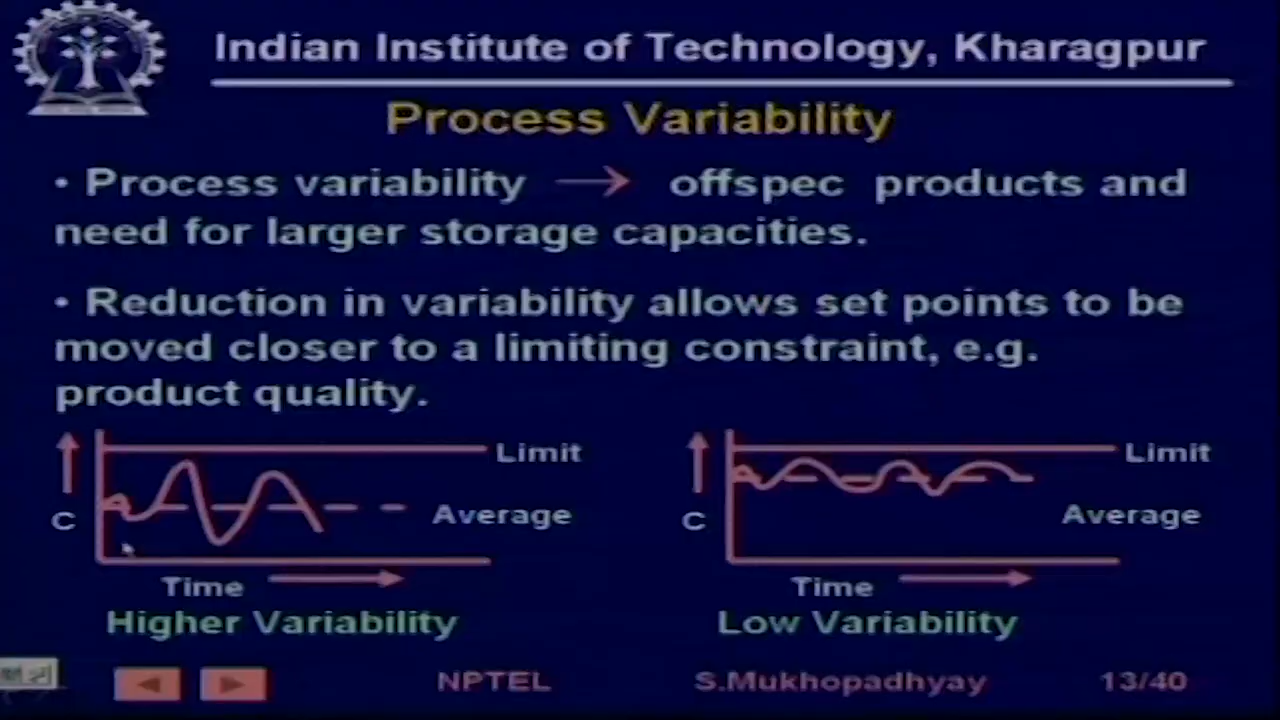 Indian Institute of Technology, Kharagpur
Process Variability
• Process variability → offspec products and
need for larger storage capacities.
• Reduction in variability allows set points to be
moved closer to a limiting constraint, e.g.
product quality.
Limit
C
Average
Time
Higher Variability
Limit
C
Average
Time
Low Variability
NPTEL
S.Mukhopadhyay
13/40